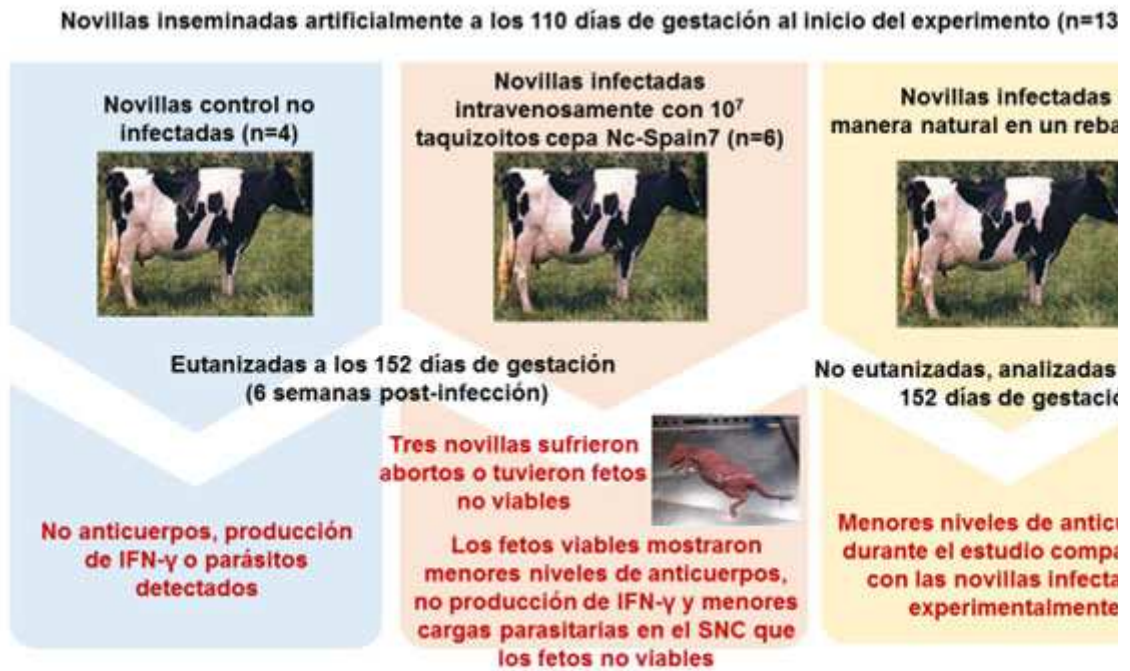 Novillas inseminadas artificialmente a los 110 días de gestación al inicio del experimento (n=13
Novillas control no
infectadas (n=4)
Novillas infectadas
intravenosamente con 10⁷
taquizoitos cepa Nc-Spain7 (n=6)
Novillas infectadas
manera natural en un reba
Eutanizadas a los 152 días de gestación
(6 semanas post-infección)
No eutanizadas, analizadas
152 días de gestació
No anticuerpos, producción
de IFN-γ o parásitos
detectados
Tres novillas sufrieron
abortos o tuvieron fetos
no viables
Los fetos viables mostraron
menores niveles de anticuerpos,
no producción de IFN-γ y menores
cargas parasitarias en el SNC que
los fetos no viables
Menores niveles de anticu
durante el estudio compa
con las novillas infecta
experimentalmente